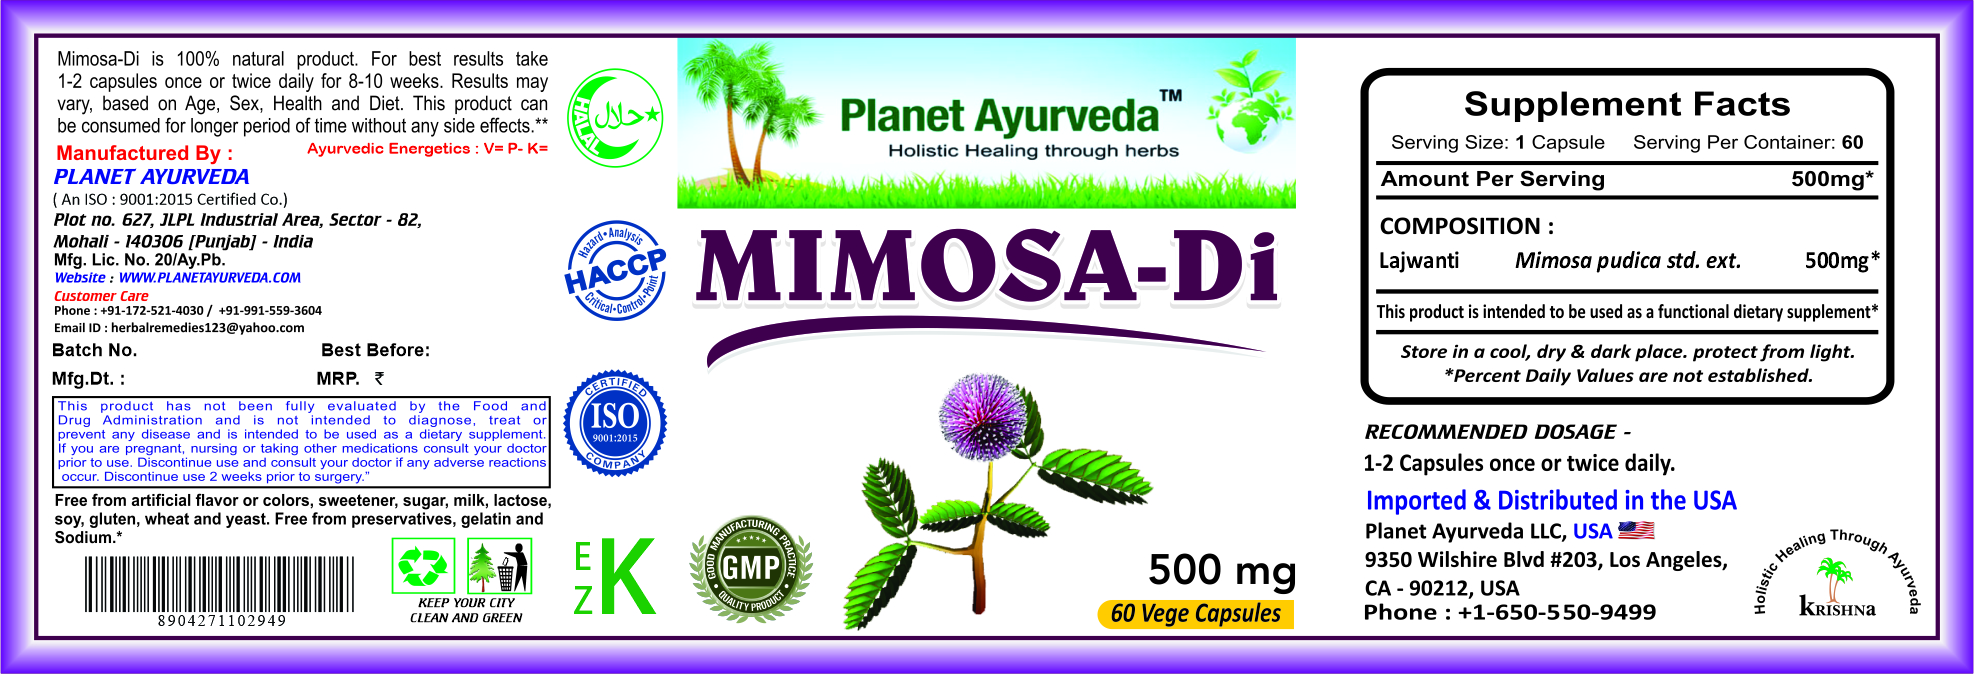 Mimosa-Di is 100% natural product. For best results take
1-2 capsules once or twice daily for 8-10 weeks. Results may
vary, based on Age, Sex, Health and Diet. This product can
be consumed for longer period of time without any side effects.**
Manufactured By :
Ayurvedic Energetics : V= P- K=
PLANET AYURVEDA
( An ISO : 9001:2015 Certified Co.)
Plot no. 627, JLPL Industrial Area, Sector - 82,
Mohali - 140306 [Punjab] - India
Mfg. Lic. No. 20/Ay.Pb.
Website : WWW.PLANETAYURVEDA.COM
Customer Care
Phone : +91-172-521-4030 / +91-991-559-3604
Email ID : herbalremedies123@yahoo.com
Batch No.
Best Before:
Mfg.Dt. :
MRP. ₹
This product has not been fully evaluated by the Food and
Drug Administration and is not intended to diagnose, treat or
prevent any disease and is intended to be used as a dietary supplement.
If you are pregnant, nursing or taking other medications consult your doctor
prior to use. Discontinue use and consult your doctor if any adverse reactions
occur. Discontinue use 2 weeks prior to surgery."
Free from artificial flavor or colors, sweetener, sugar, milk, lactose,
soy, gluten, wheat and yeast. Free from preservatives, gelatin and
Sodium.*
8904271102949
KEEP YOUR CITY
CLEAN AND GREEN
حلال
HALAL
Hazard • Analysis
HACCP
Critical • Control • Point
CERTIFIED
ISO
9001:2015
COMPANY
E
Z
K
Planet Ayurveda™
Holistic Healing through herbs
MIMOSA-Di
GOOD MANUFACTURING PRACTICE
GMP
QUALITY PRODUCT
500 mg
60 Vege Capsules
Supplement Facts
Serving Size: 1 Capsule Serving Per Container: 60
Amount Per Serving 500mg*
COMPOSITION :
Lajwanti Mimosa pudica std. ext. 500mg*
This product is intended to be used as a functional dietary supplement*
Store in a cool, dry & dark place. protect from light.
*Percent Daily Values are not established.
RECOMMENDED DOSAGE -
1-2 Capsules once or twice daily.
Imported & Distributed in the USA
Planet Ayurveda LLC, USA
9350 Wilshire Blvd #203, Los Angeles,
CA - 90212, USA
Phone : +1-650-550-9499
Holistic Healing Through Ayurveda
KRISHNA